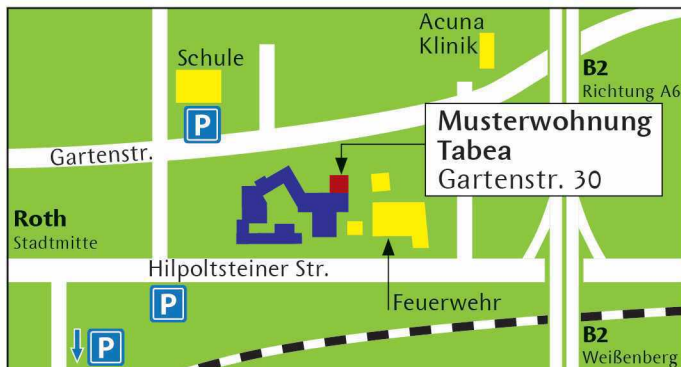 Acuna
Klinik
Schule
P
B2
Richtung A6
Musterwohnung
Tabea
Gartenstr. 30
Gartenstr.
Roth
Stadtmitte
Hilpoltsteiner Str.
P
Feuerwehr
P
B2
Weißenberg